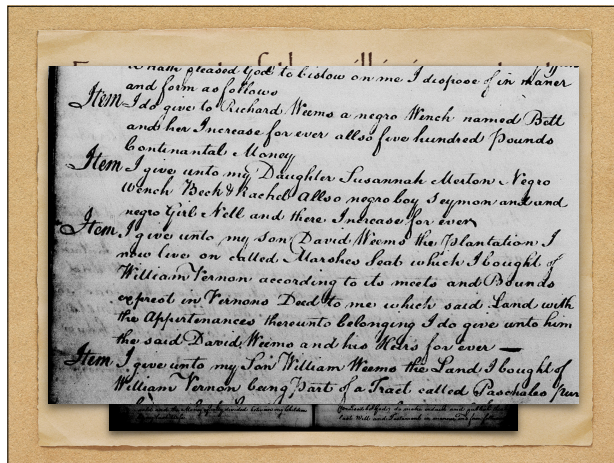 it hath pleased God to bistow on me I dispose of in maner
and form as follows
Item I do give to Richard Weems a negro Wench named Bett
and her Increase for ever allso five hundred Pounds
Continantal Money
Item I give unto my Daughter Susannah Merton Negro
Wench Beck & Rachel Allso negro boy Seymon and and
negro Girl Nell and there Increase for ever
Item I give unto my Son David Weems the Plantation I
now live on called Marshes Seat which I bought of
William Vernon according to its meets and Bounds
exprest in Vernons Deed to me which said Land with
the Appurtenances thereunto belonging I do give unto him
the said David Weems and his Heirs for ever —
Item I give unto my Son William Weems the Land I bought of
William Vernon being Part of a Tract called Paschales Pur